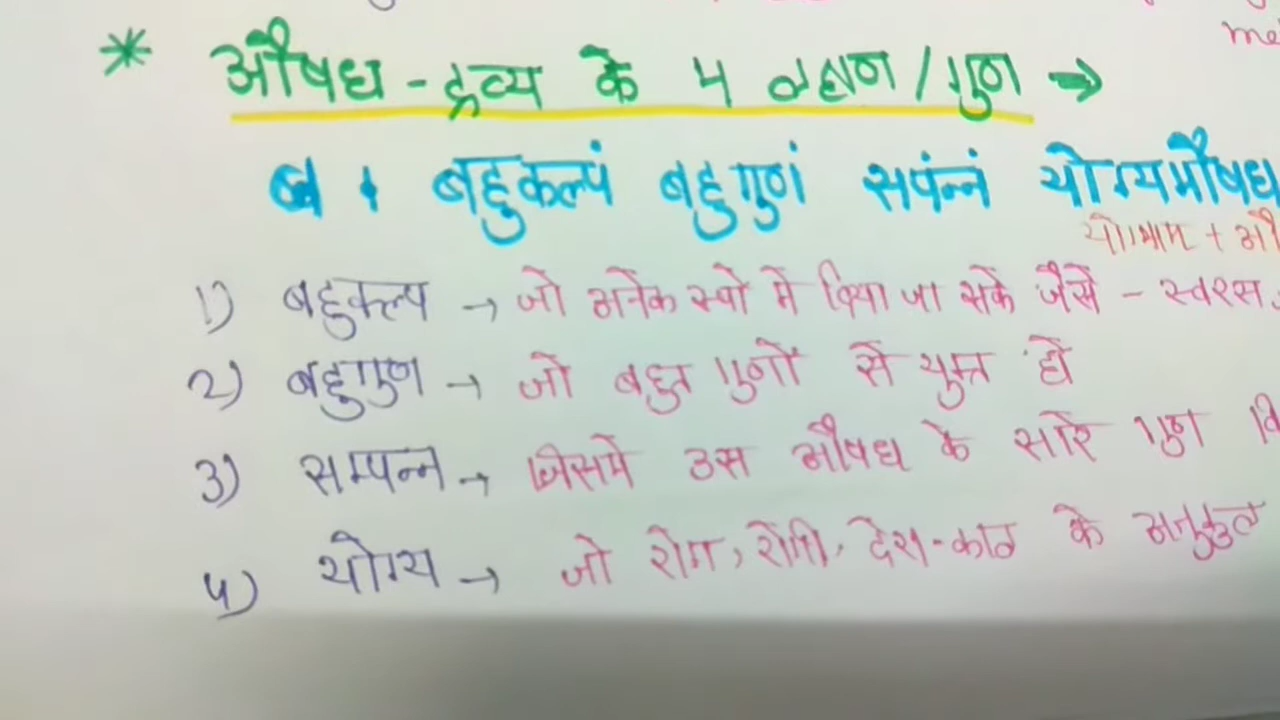 me
* औषध - द्रव्य के 4 लक्षण / गुण →
बहुकल्पं बहुगुणं सपंन्नं योग्यमौषध
1) बहुकल्प → जो अनेक रूपो मे दिया जा सके जैसे - स्वरस,
2) बहुगुण → जो बहुत गुणों से युक्त हो
3) सम्पन्न → जिसमे उस औषध के सारे गुण वि
4) योग्य → जो रोग, रोगी, देश-काल के अनुकुल